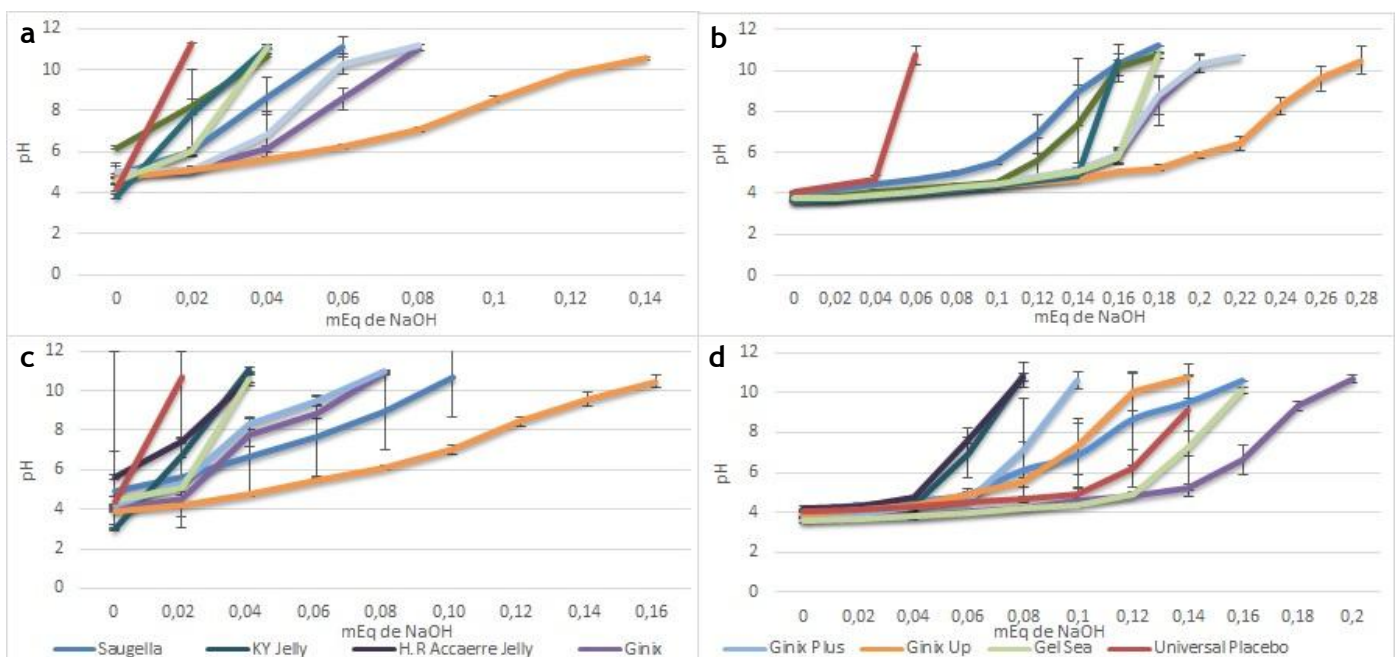 a
12
10
8
6
4
2
0
pH
0 0,02 0,04 0,06 0,08 0,1 0,12 0,14
mEq de NaOH
b
12
10
8
6
4
2
0
pH
0 0,02 0,04 0,06 0,08 0,1 0,12 0,14 0,16 0,18 0,2 0,22 0,24 0,26 0,28
mEq de NaOH
c
12
10
8
6
4
2
0
pH
0 0,02 0,04 0,06 0,08 0,10 0,12 0,14 0,16
mEq de NaOH
d
12
10
8
6
4
2
0
pH
0 0,02 0,04 0,06 0,08 0,1 0,12 0,14 0,16 0,18 0,2
mEq de NaOH
Saugella KY Jelly H.R Accaerre Jelly Ginix Ginix Plus Ginix Up Gel Sea Universal Placebo